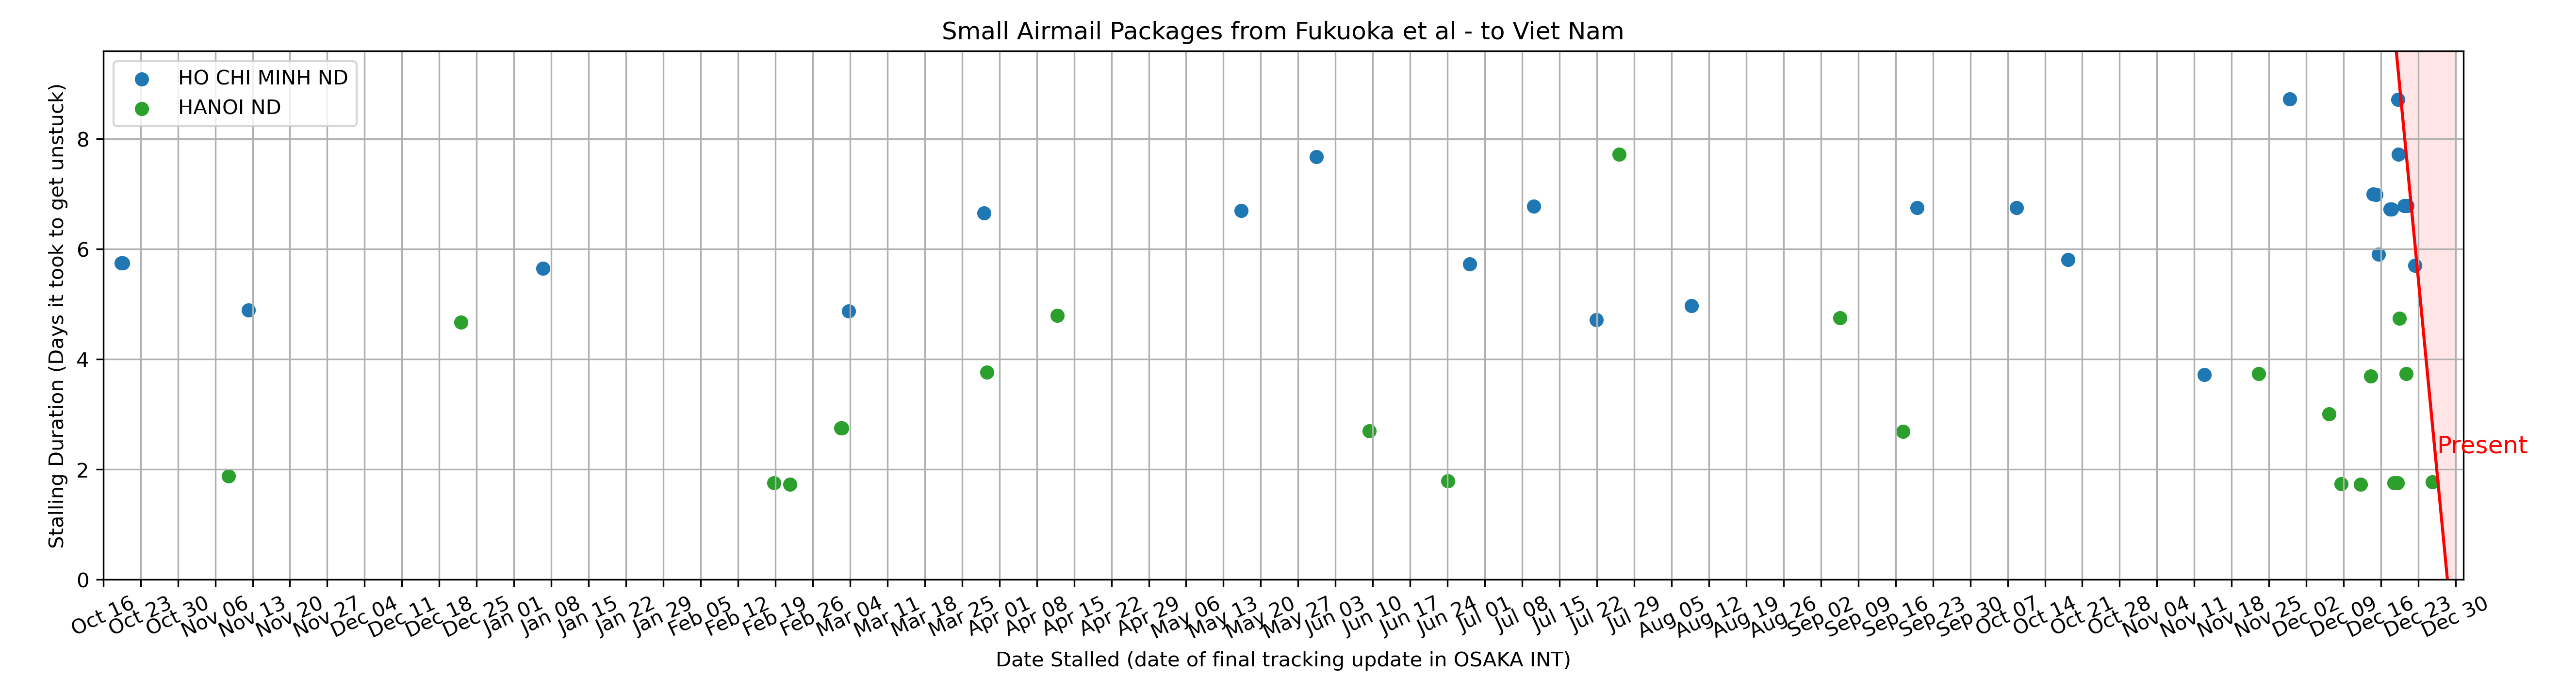 Small Airmail Packages from Fukuoka et al - to Viet Nam
HO CHI MINH ND
HANOI ND
Stalling Duration (Days it took to get unstuck)
8
6
4
2
0
Present
Oct 16
Oct 23
Oct 30
Nov 06
Nov 13
Nov 20
Nov 27
Dec 04
Dec 11
Dec 18
Dec 25
Jan 01
Jan 08
Jan 15
Jan 22
Jan 29
Feb 05
Feb 12
Feb 19
Feb 26
Mar 04
Mar 11
Mar 18
Mar 25
Apr 01
Apr 08
Apr 15
Apr 22
Apr 29
May 06
May 13
May 20
May 27
Jun 03
Jun 10
Jun 17
Jun 24
Jul 01
Jul 08
Jul 15
Jul 22
Jul 29
Aug 05
Aug 12
Aug 19
Aug 26
Sep 02
Sep 09
Sep 16
Sep 23
Sep 30
Oct 07
Oct 14
Oct 21
Oct 28
Nov 04
Nov 11
Nov 18
Nov 25
Dec 02
Dec 09
Dec 16
Dec 23
Dec 30
Date Stalled (date of final tracking update in OSAKA INT)